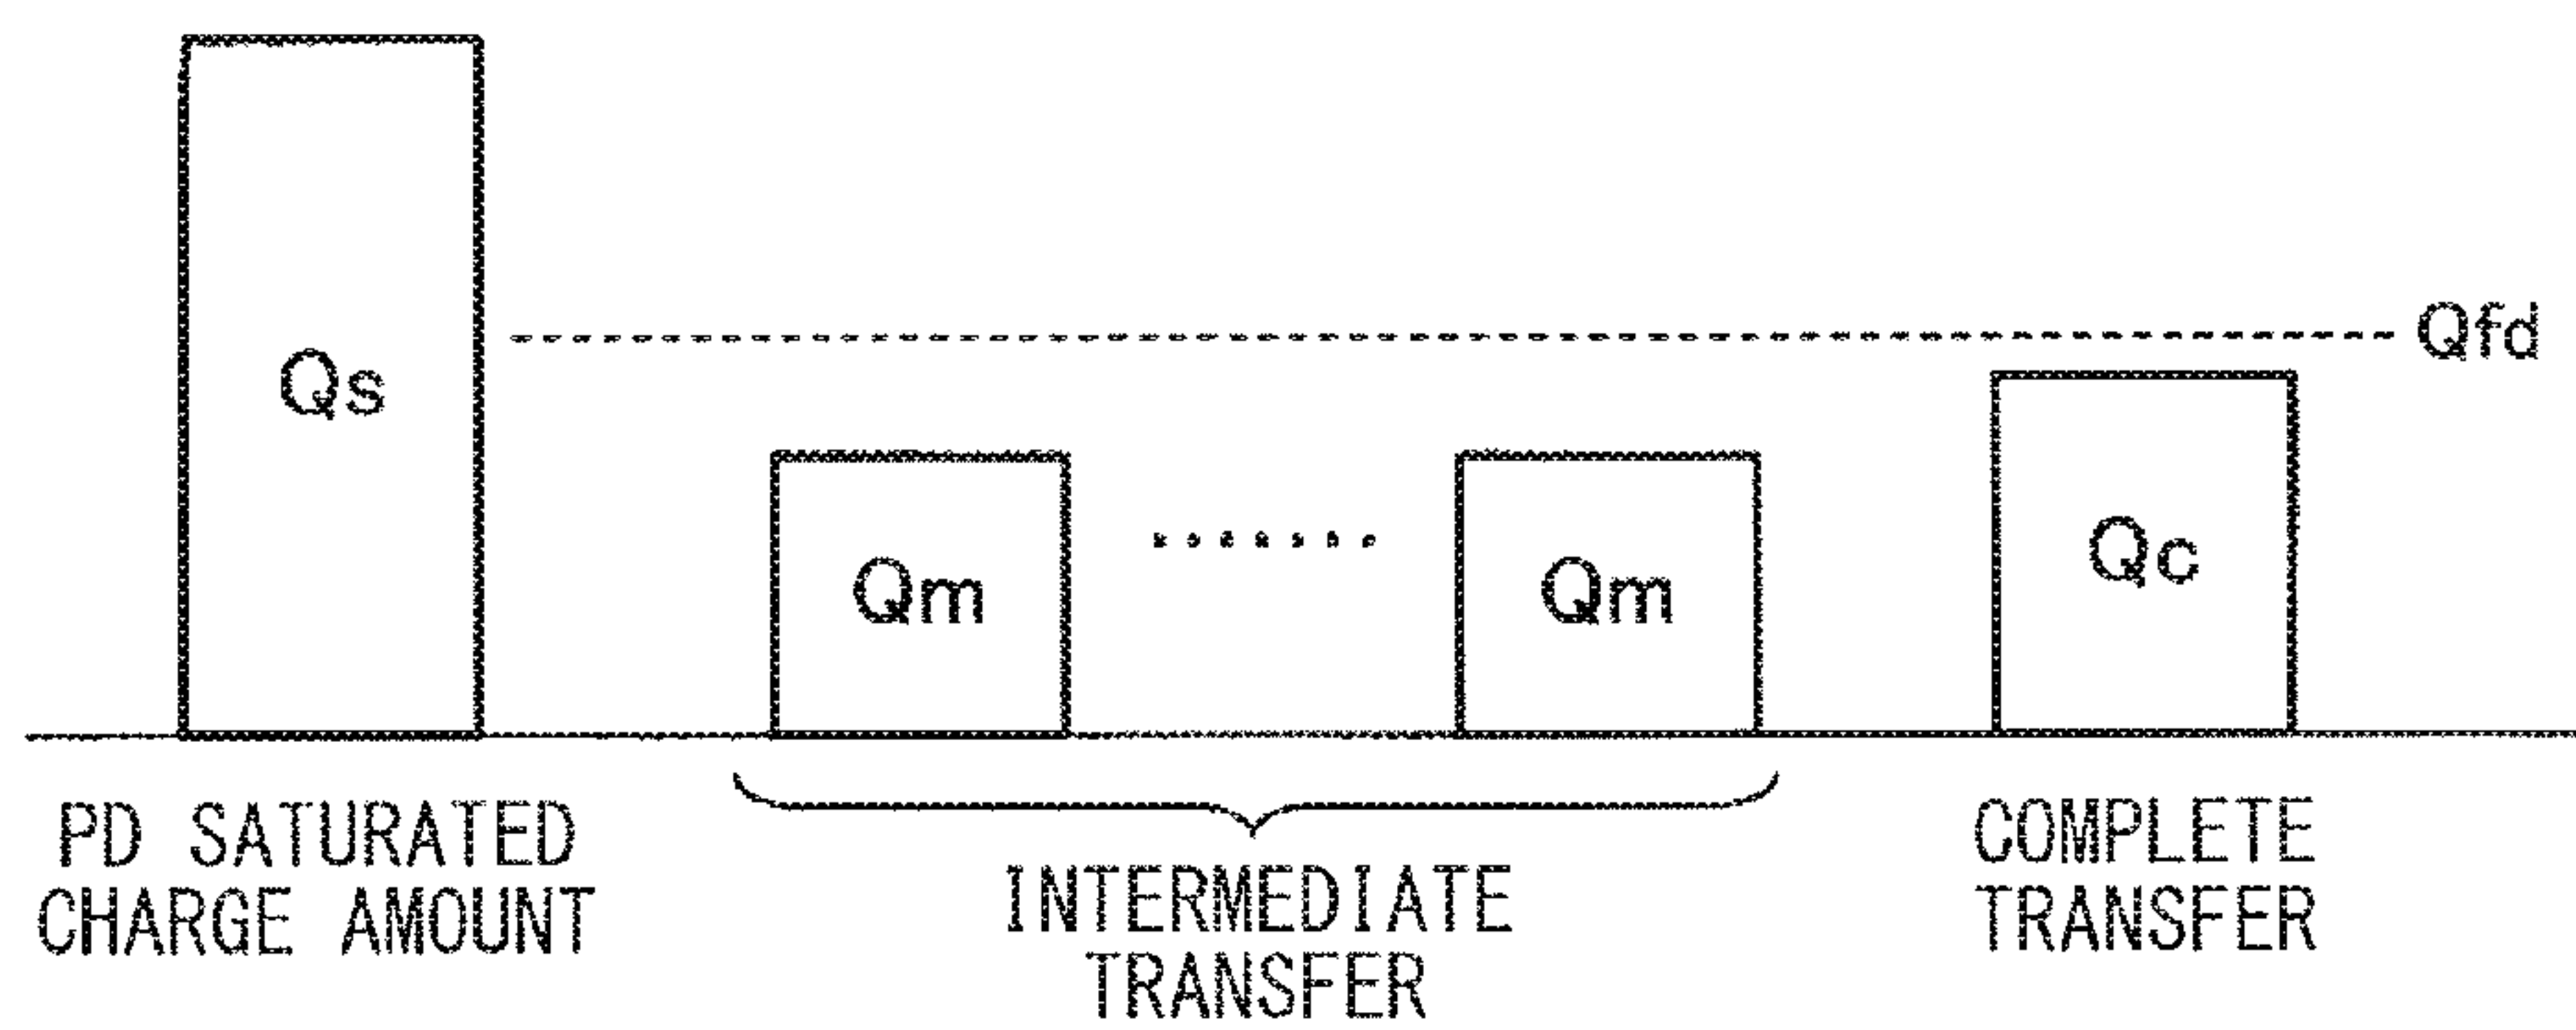 Qs
Qfd
Qm
Qm
Qc
PD SATURATED
CHARGE AMOUNT
INTERMEDIATE
TRANSFER
COMPLETE
TRANSFER